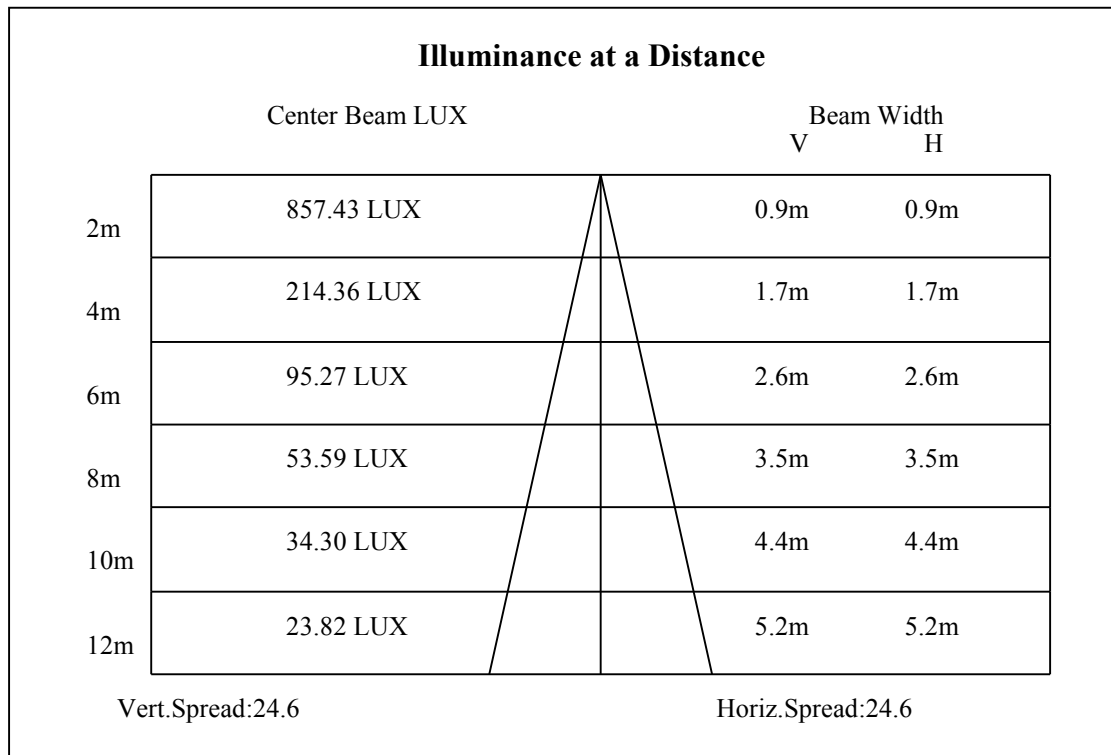 Illuminance at a Distance
Center Beam LUX Beam Width
V H
857.43 LUX 0.9m 0.9m
2m
214.36 LUX 1.7m 1.7m
4m
95.27 LUX 2.6m 2.6m
6m
53.59 LUX 3.5m 3.5m
8m
34.30 LUX 4.4m 4.4m
10m
23.82 LUX 5.2m 5.2m
12m
Vert.Spread:24.6 Horiz.Spread:24.6